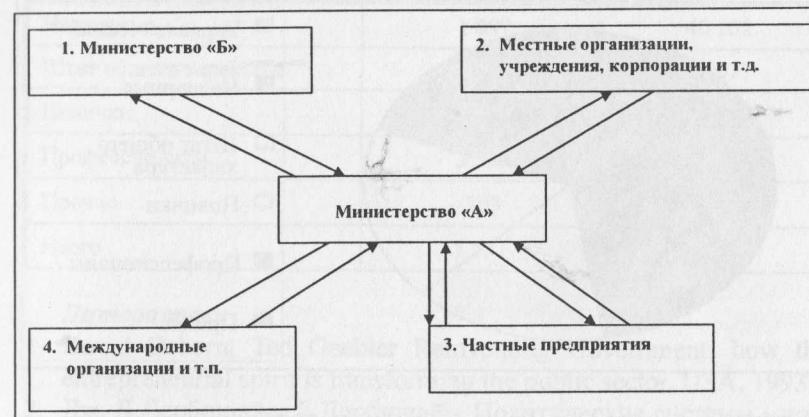 1. Министерство «Б»
2. Местные организации,
учреждения, корпорации и т.д.
Министерство «А»
4. Международные
организации и т.п.
3. Частные предприятия